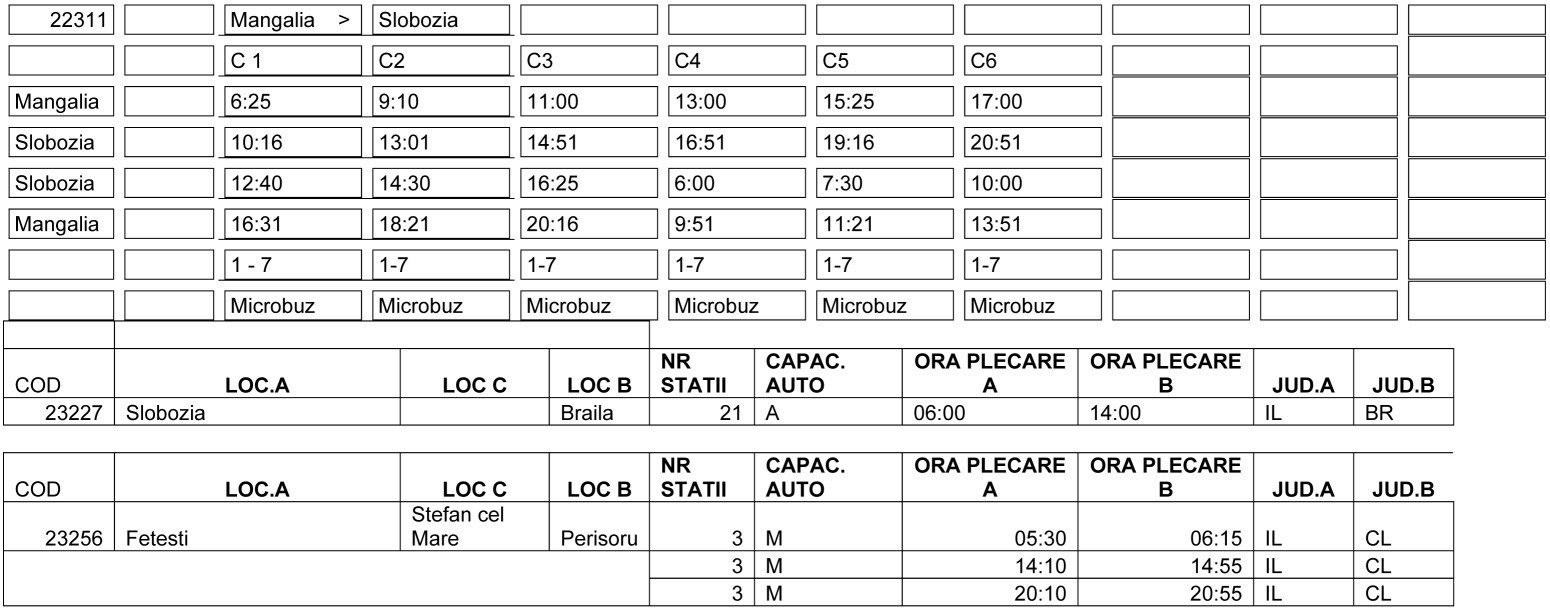 22311 Mangalia > Slobozia
C 1 C2 C3 C4 C5 C6
Mangalia 6:25 9:10 11:00 13:00 15:25 17:00
Slobozia 10:16 13:01 14:51 16:51 19:16 20:51
Slobozia 12:40 14:30 16:25 6:00 7:30 10:00
Mangalia 16:31 18:21 20:16 9:51 11:21 13:51
1 - 7 1-7 1-7 1-7 1-7 1-7
Microbuz Microbuz Microbuz Microbuz Microbuz Microbuz
NR CAPAC. ORA PLECARE ORA PLECARE
COD LOC.A LOC C LOC B STATII AUTO A B JUD.A JUD.B
23227 Slobozia Braila 21 A 06:00 14:00 IL BR
NR CAPAC. ORA PLECARE ORA PLECARE
COD LOC.A LOC C LOC B STATII AUTO A B JUD.A JUD.B
Stefan cel
23256 Fetesti Mare Perisoru 3 M 05:30 06:15 IL CL
3 M 14:10 14:55 IL CL
3 M 20:10 20:55 IL CL